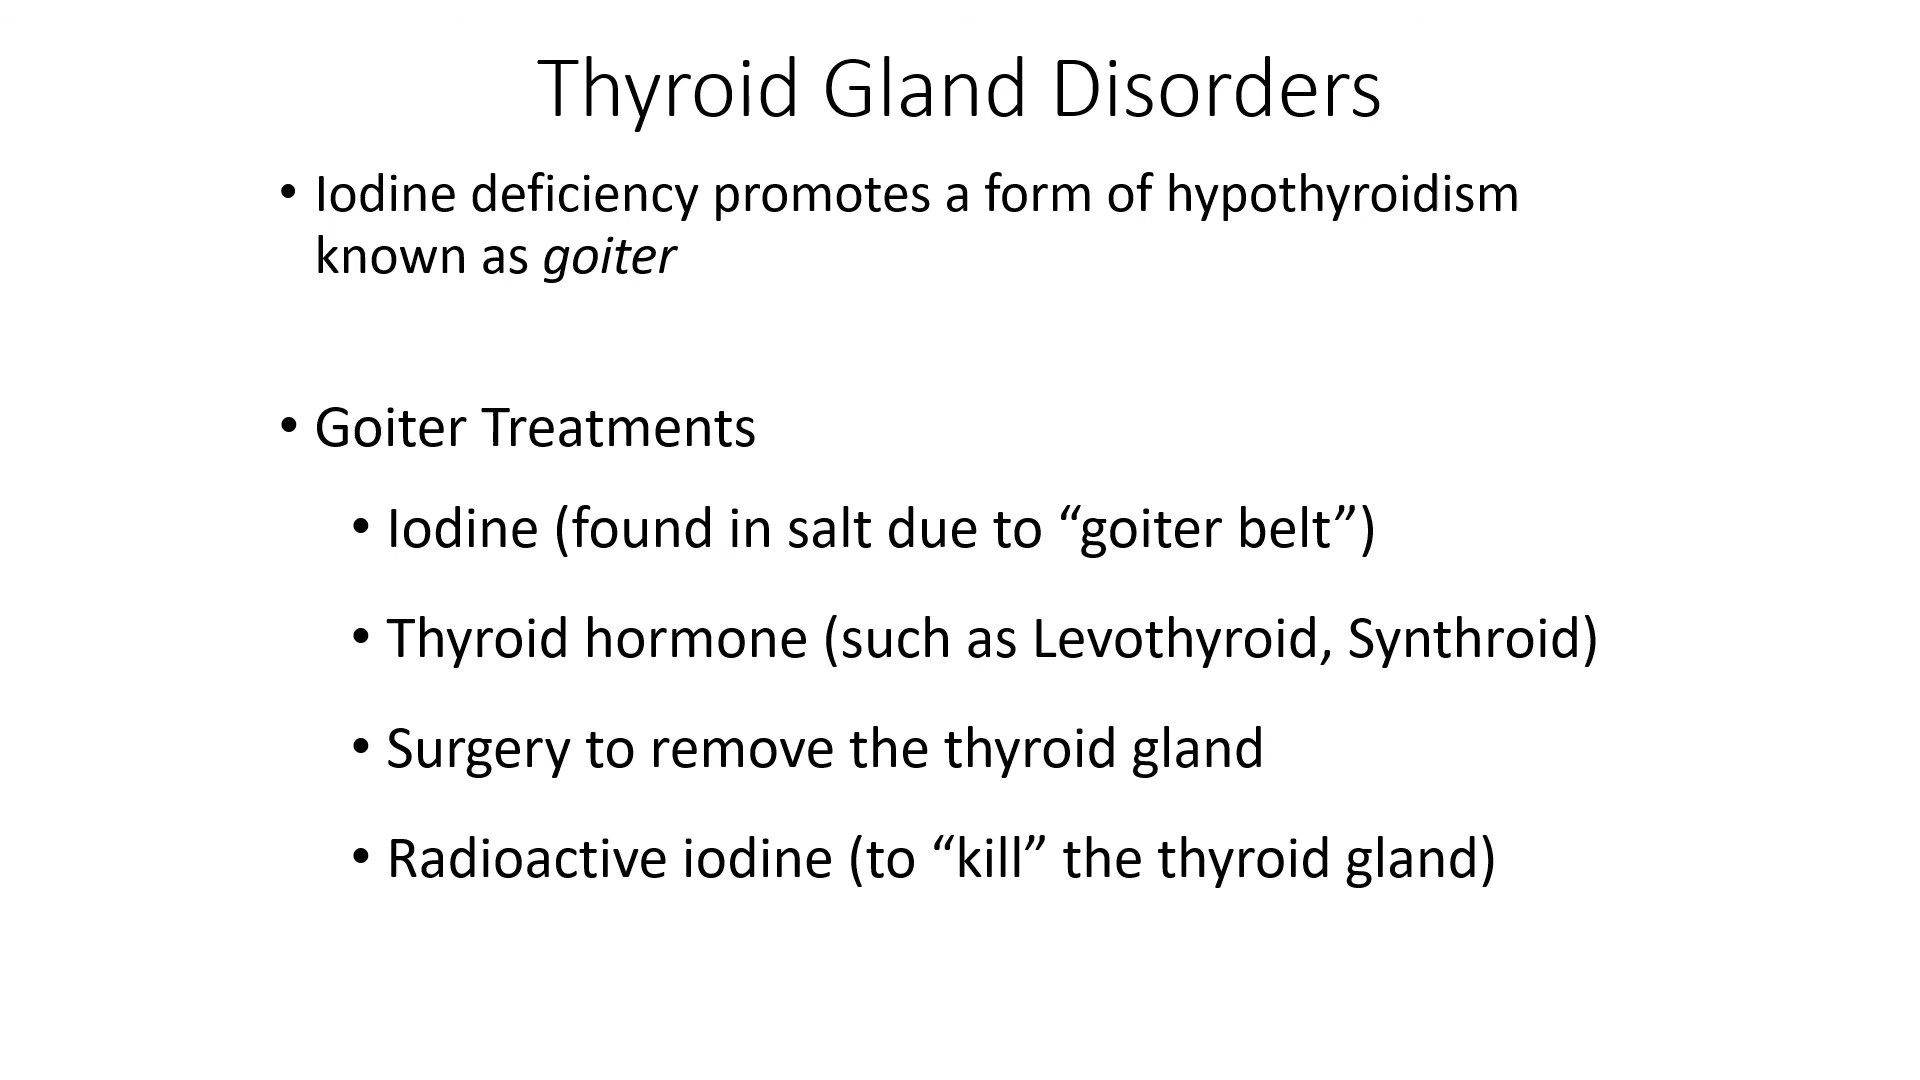 Thyroid Gland Disorders
• Iodine deficiency promotes a form of hypothyroidism
known as goiter
• Goiter Treatments
• Iodine (found in salt due to “goiter belt”)
• Thyroid hormone (such as Levothyroid, Synthroid)
• Surgery to remove the thyroid gland
• Radioactive iodine (to “kill” the thyroid gland)